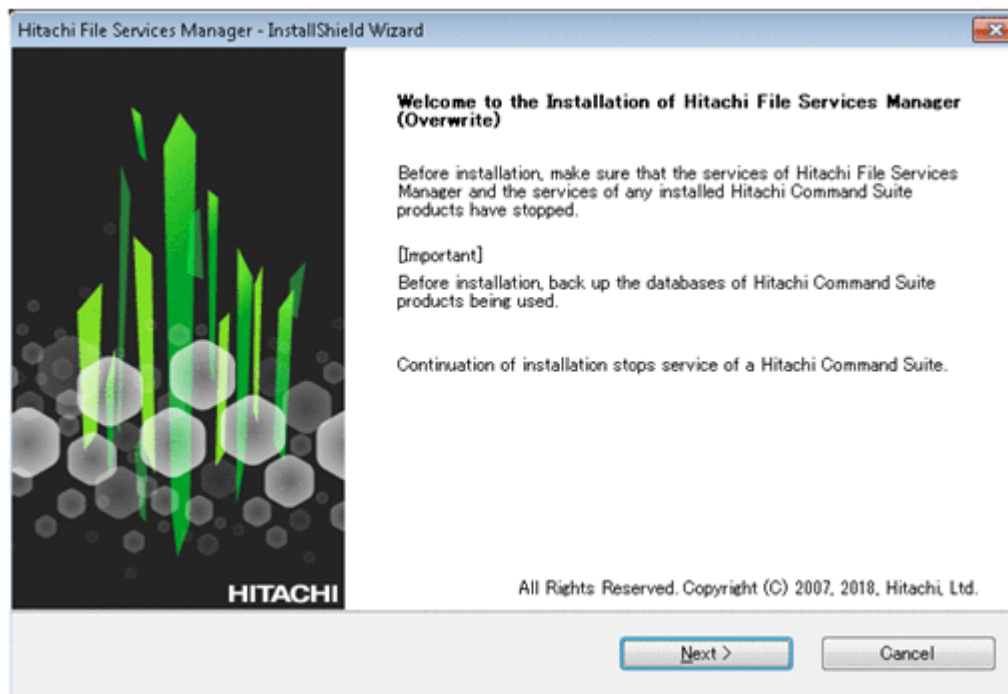 Hitachi File Services Manager - InstallShield Wizard
Welcome to the Installation of Hitachi File Services Manager
(Overwrite)
Before installation, make sure that the services of Hitachi File Services
Manager and the services of any installed Hitachi Command Suite
products have stopped.
[Important]
Before installation, back up the databases of Hitachi Command Suite
products being used.
Continuation of installation stops service of a Hitachi Command Suite.
HITACHI
All Rights Reserved. Copyright (C) 2007, 2018, Hitachi, Ltd.
Next >
Cancel